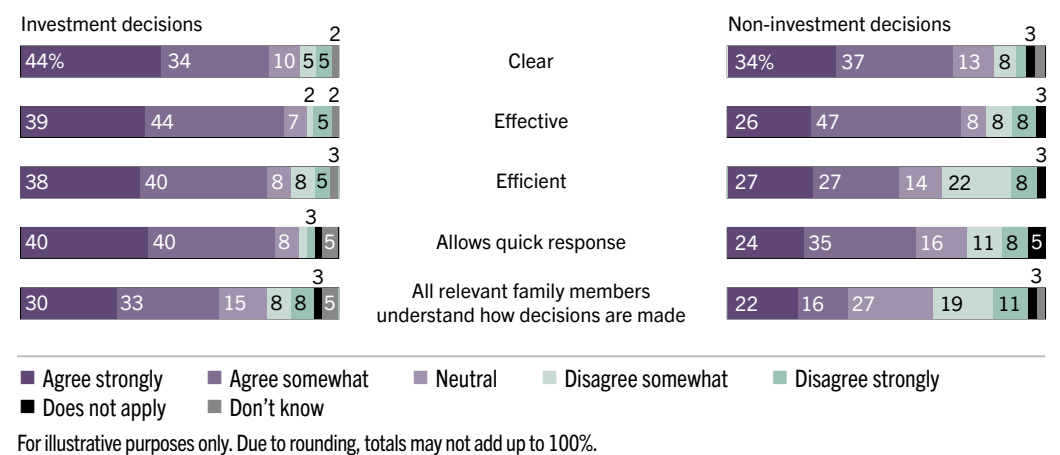 Investment decisions
Non-investment decisions
2
3
44% 34 10 5 5
Clear
34% 37 13 8
2 2
3
39 44 7 5
Effective
26 47 8 8 8
3
3
38 40 8 8 5
Efficient
27 27 14 22 8
3
40 40 8 5
Allows quick response
24 35 16 11 8 5
3
3
30 33 15 8 8 5
All relevant family members
understand how decisions are made
22 16 27 19 11
Agree strongly Agree somewhat Neutral Disagree somewhat Disagree strongly
Does not apply Don't know
For illustrative purposes only. Due to rounding, totals may not add up to 100%.